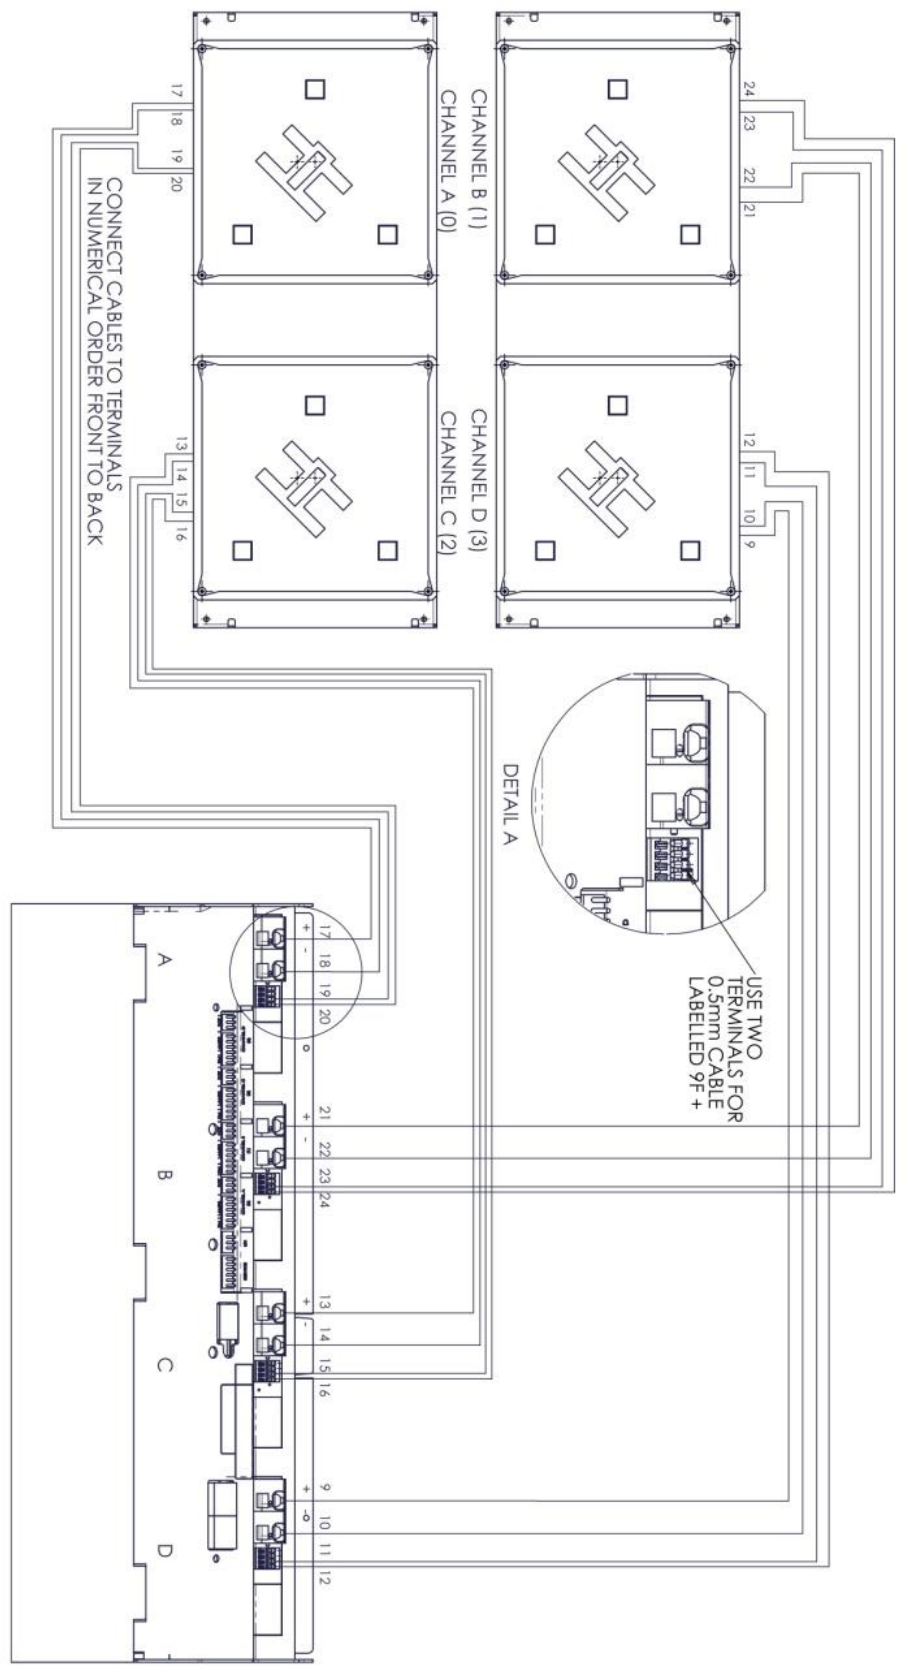 24
23
22
21
12
11
10
9
CHANNEL B (1)
CHANNEL A (0)
CHANNEL D (3)
CHANNEL C (2)
17
18
19
20
13
14
15
16
CONNECT CABLES TO TERMINALS
IN NUMERICAL ORDER FRONT TO BACK
USE TWO
TERMINALS FOR
0.5mm CABLE
LABELLED 9F +
DETAIL A
17
18
19
20
21
22
23
24
13
14
15
16
9
10
11
12
+ -
+ -
+ -
+ -
A
B
C
D